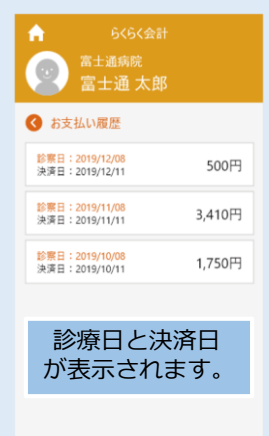 らくらく会計
富士通病院
富士通 太郎
お支払い履歴
診察日：2019/12/08
決済日：2019/12/11
500円
診察日：2019/11/08
決済日：2019/11/11
3,410円
診察日：2019/10/08
決済日：2019/10/11
1,750円
診療日と決済日
が表示されます。